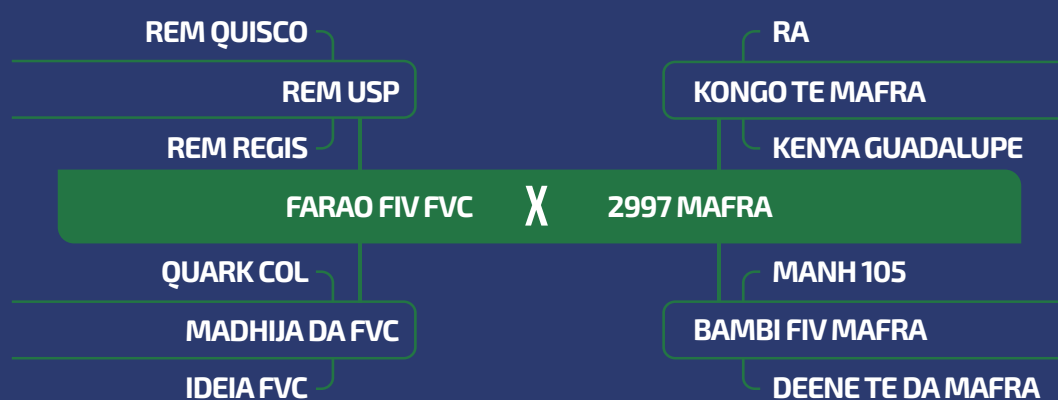 REM QUISCO
RA
REM USP
KONGO TE MAFRA
REM REGIS
KENYA GUADALUPE
FARAO FIV FVC X 2997 MAFRA
QUARK COL
MANH 105
MADHIJA DA FVC
BAMBI FIV MAFRA
IDEIA FVC
DEENE TE DA MAFRA